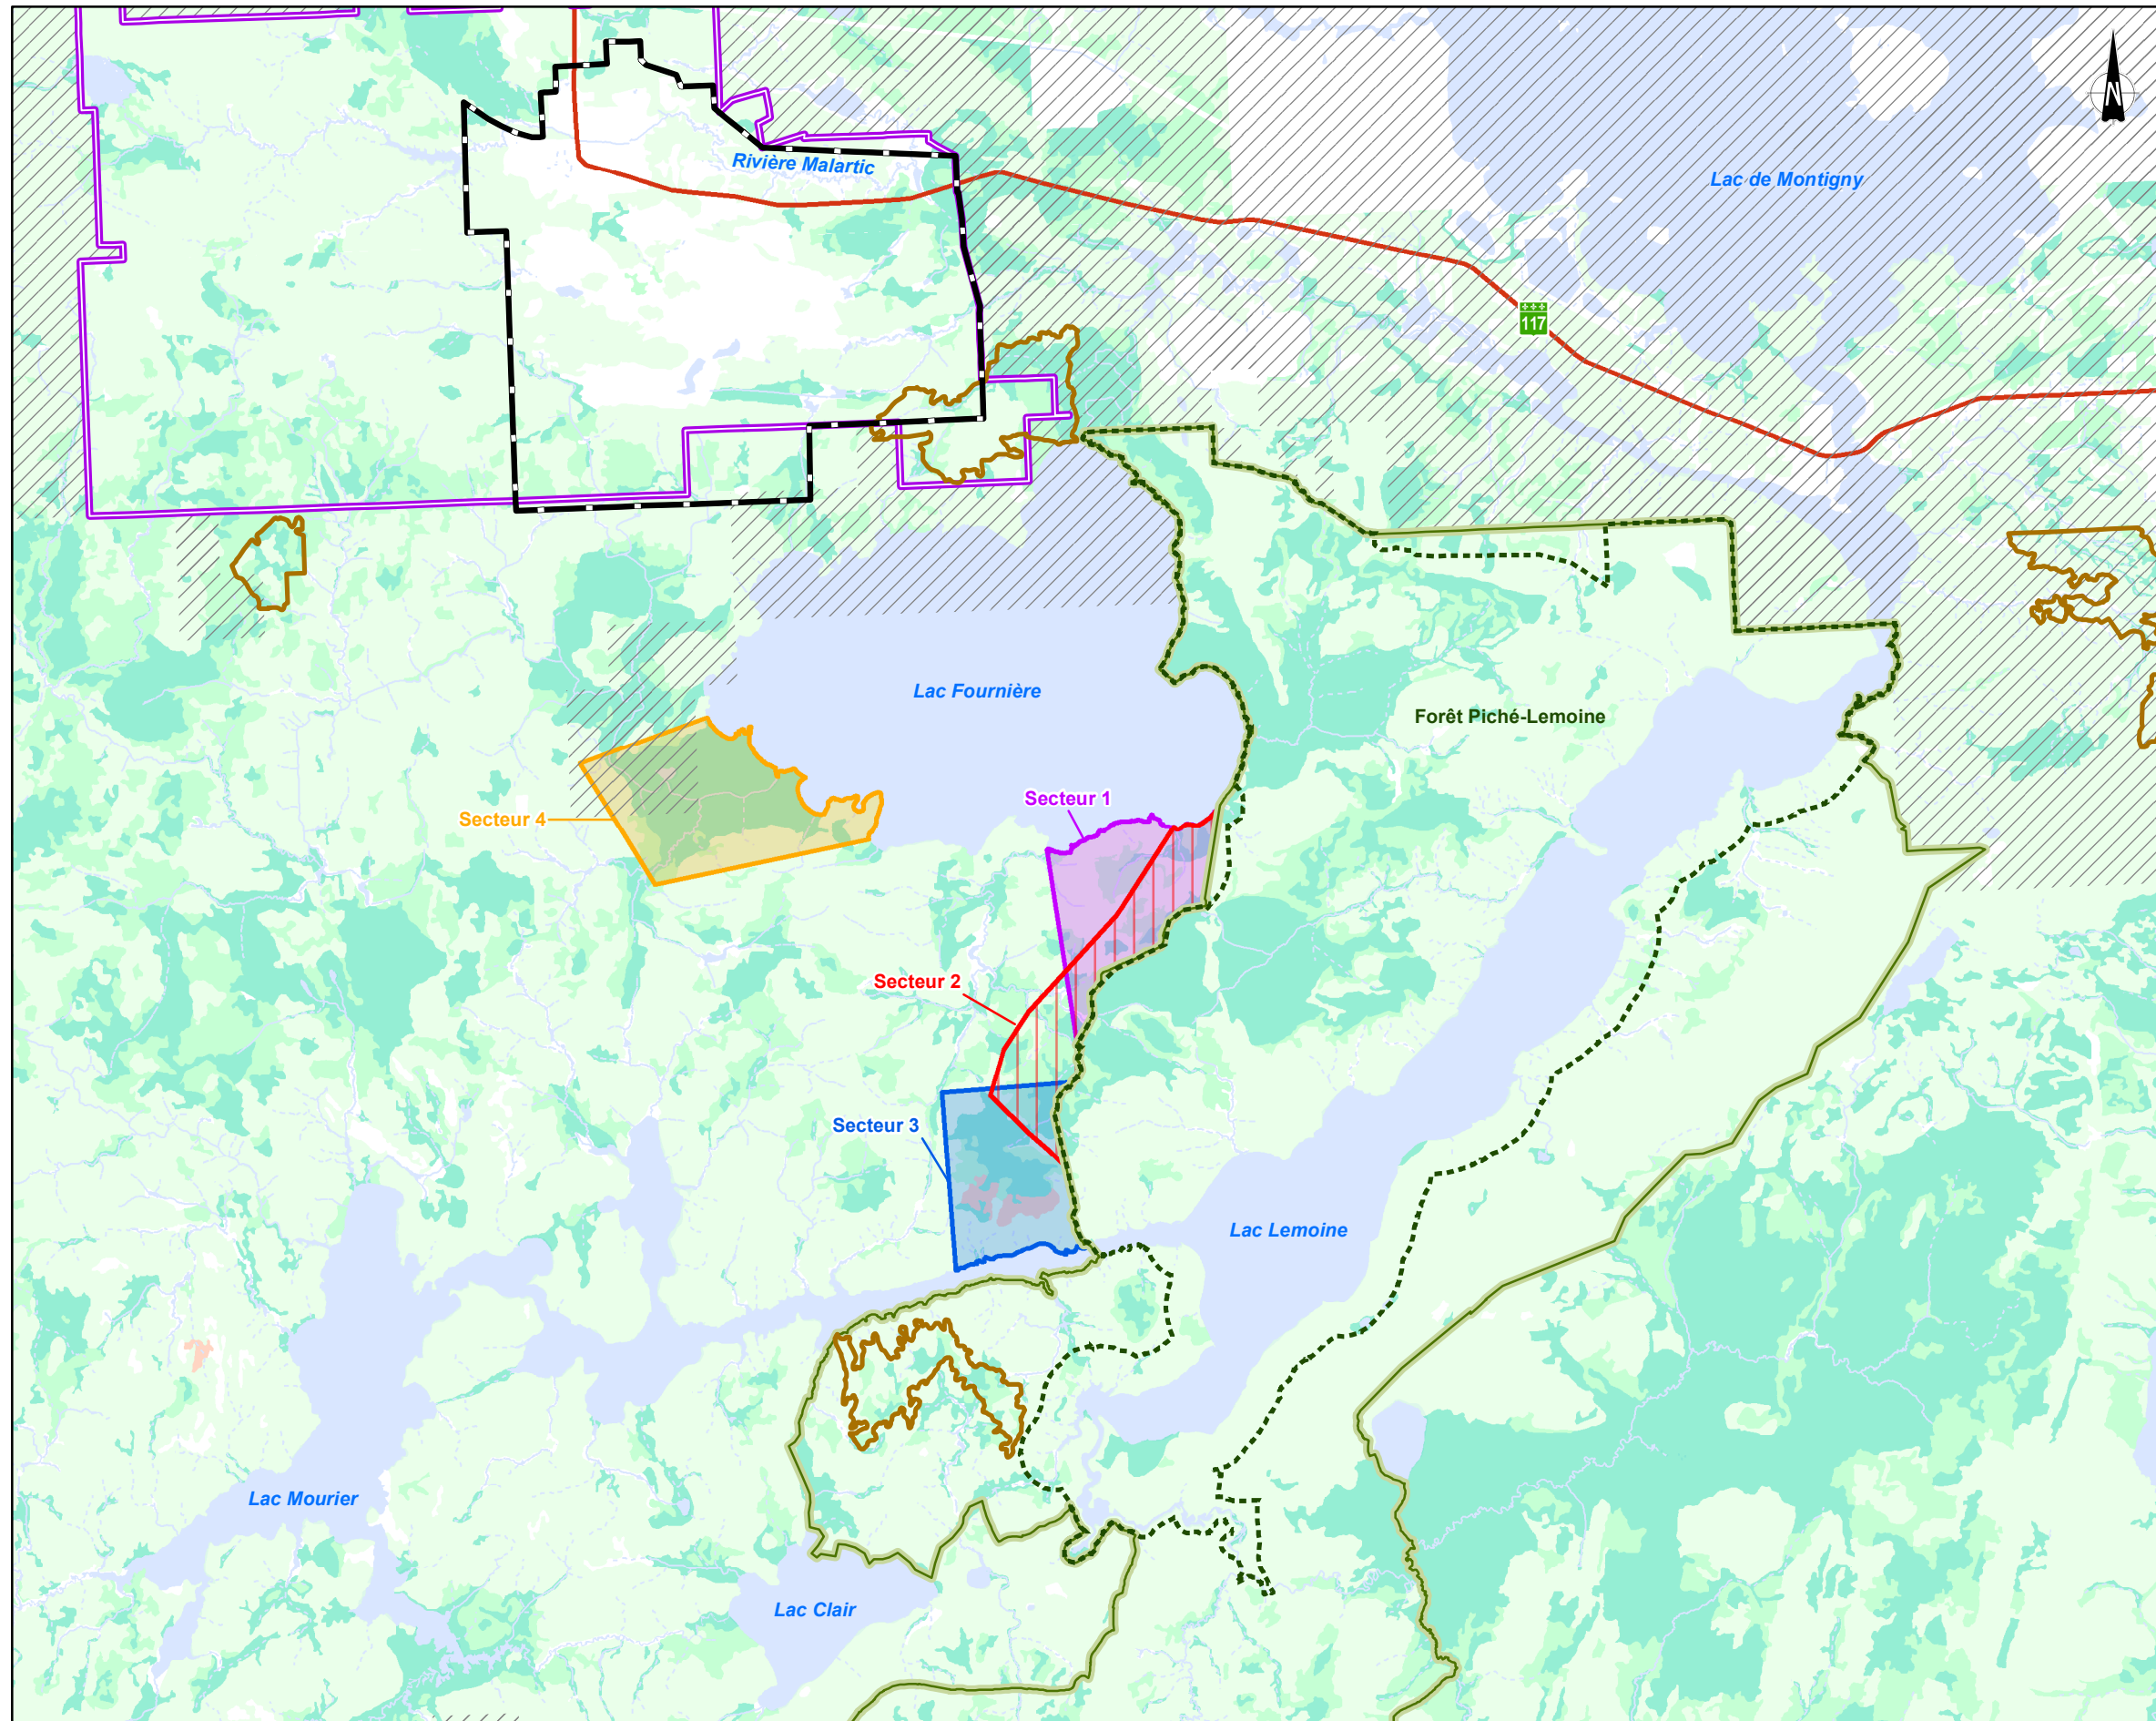 N
Rivière Malartic
Lac de Montigny
117
Lac Fournière
Forêt Piché-Lemoine
Secteur 1
Secteur 4
Secteur 2
Secteur 3
Lac Lemoine
Lac Mourier
Lac Clair